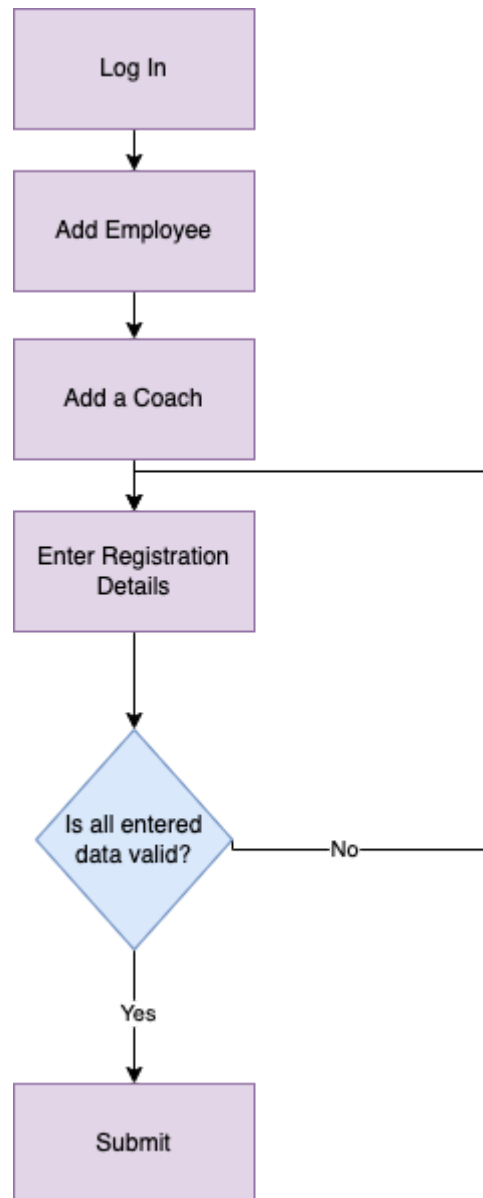 Log In
Add Employee
Add a Coach
Enter Registration
Details
Is all entered
data valid?
No
Yes
Submit